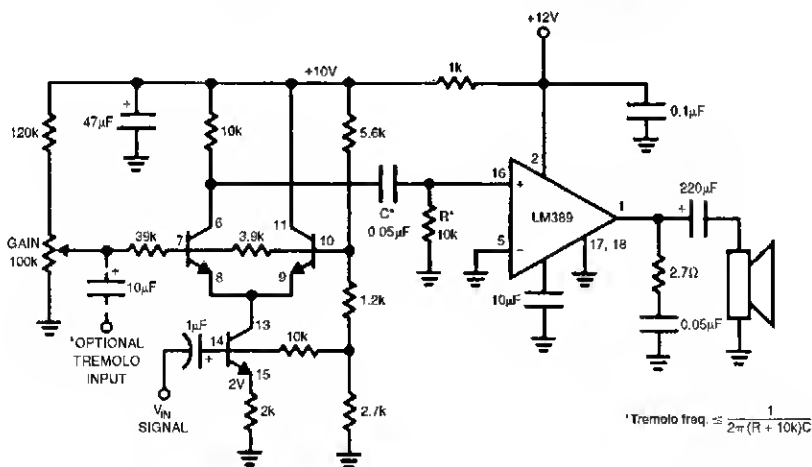 +12V
+10V
1k
120k
47μF
+
10k
5.6k
0.1μF
2
16
+
LM389
1
220μF
+
C*
0.05μF
R*
10k
5
−
17, 18
10μF
2.7Ω
0.05μF
6
11
GAIN
100k
39k
7
3.9k
10
8
9
+
10μF
*OPTIONAL
TREMOLO
INPUT
1μF
+
13
14
10k
1.2k
15
2V
2k
2.7k
VIN
SIGNAL
*Tremolo freq. ≤ 1
2π (R + 10k)C